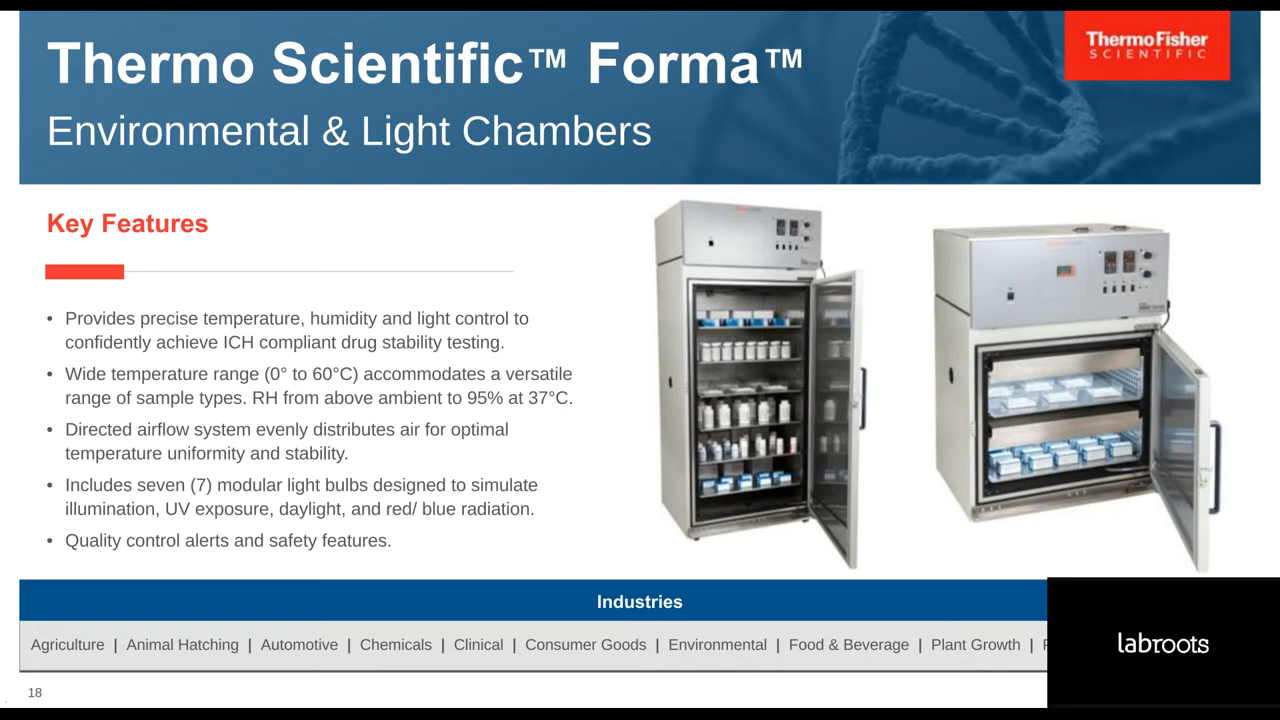 Thermo Scientific™ Forma™
ThermoFisher
SCIENTIFIC
Environmental & Light Chambers
Key Features
• Provides precise temperature, humidity and light control to
confidently achieve ICH compliant drug stability testing.
• Wide temperature range (0° to 60°C) accommodates a versatile
range of sample types. RH from above ambient to 95% at 37°C.
• Directed airflow system evenly distributes air for optimal
temperature uniformity and stability.
• Includes seven (7) modular light bulbs designed to simulate
illumination, UV exposure, daylight, and red/ blue radiation.
• Quality control alerts and safety features.
Industries
Agriculture | Animal Hatching | Automotive | Chemicals | Clinical | Consumer Goods | Environmental | Food & Beverage | Plant Growth |
labroots
18